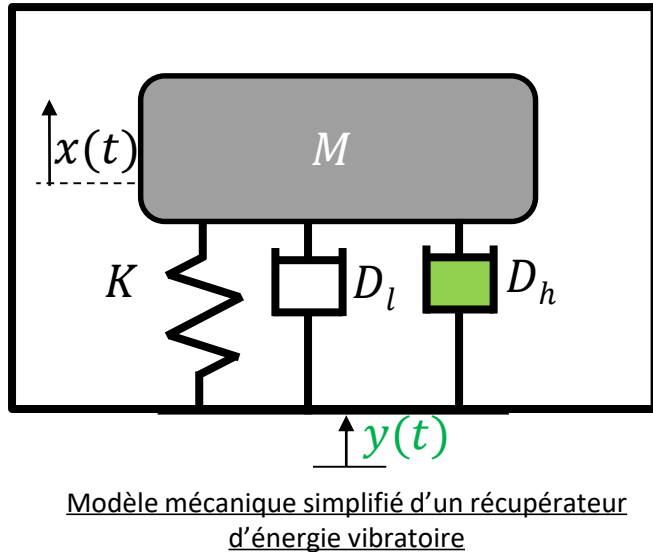 M
x(t)
K
D_l
D_h
y(t)
Modèle mécanique simplifié d'un récupérateur
d'énergie vibratoire